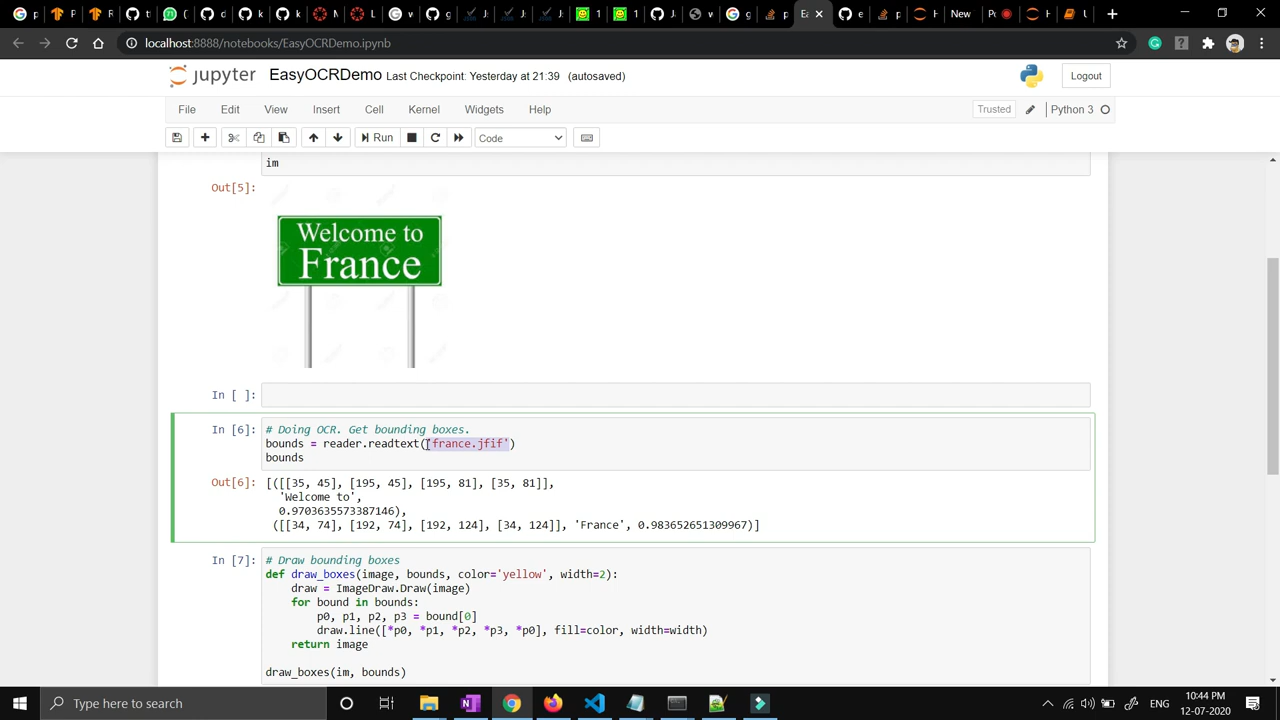 New
localhost:8888/notebooks/EasyOCRDemo.ipynb
jupyter EasyOCRDemo Last Checkpoint: Yesterday at 21:39 (autosaved)
Logout
File Edit View Insert Cell Kernel Widgets Help
Trusted Python 3
Run Code
im
Out[5]:
Welcome to
France
In [ ]:
In [6]: # Doing OCR. Get bounding boxes.
bounds = reader.readtext('france.jfif')
bounds
Out[6]: [([[35, 45], [195, 45], [195, 81], [35, 81]],
'Welcome to',
0.9703635573387146),
([[34, 74], [192, 74], [192, 124], [34, 124]], 'France', 0.983652651309967)]
In [7]: # Draw bounding boxes
def draw_boxes(image, bounds, color='yellow', width=2):
draw = ImageDraw.Draw(image)
for bound in bounds:
p0, p1, p2, p3 = bound[0]
draw.line([*p0, *p1, *p2, *p3, *p0], fill=color, width=width)
return image
draw_boxes(im, bounds)
Type here to search
ENG
10:44 PM
12-07-2020